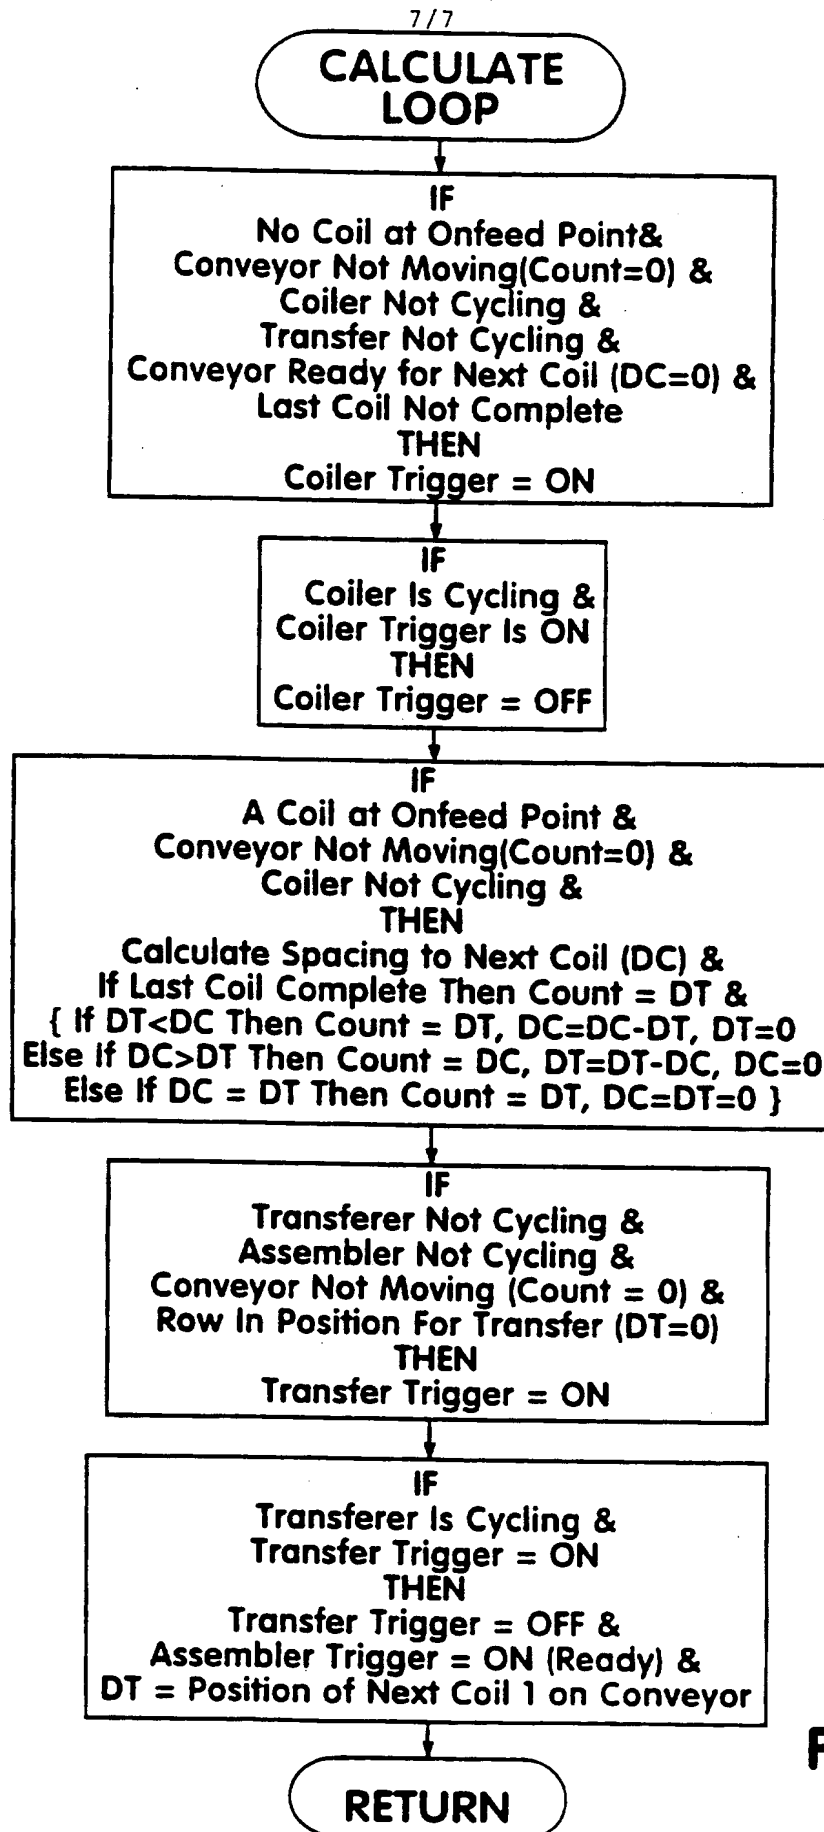 7/7
CALCULATE
LOOP
IF
No Coil at Onfeed Point&
Conveyor Not Moving(Count=0) &
Coiler Not Cycling &
Transfer Not Cycling &
Conveyor Ready for Next Coil (DC=0) &
Last Coil Not Complete
THEN
Coiler Trigger = ON
IF
Coiler Is Cycling &
Coiler Trigger Is ON
THEN
Coiler Trigger = OFF
IF
A Coil at Onfeed Point &
Conveyor Not Moving(Count=0) &
Coiler Not Cycling &
THEN
Calculate Spacing to Next Coil (DC) &
If Last Coil Complete Then Count = DT &
{ If DT<DC Then Count = DT, DC=DC-DT, DT=0
Else If DC>DT Then Count = DC, DT=DT-DC, DC=0
Else If DC = DT Then Count = DT, DC=DT=0 }
IF
Transferer Not Cycling &
Assembler Not Cycling &
Conveyor Not Moving (Count = 0) &
Row In Position For Transfer (DT=0)
THEN
Transfer Trigger = ON
IF
Transferer Is Cycling &
Transfer Trigger = ON
THEN
Transfer Trigger = OFF &
Assembler Trigger = ON (Ready) &
DT = Position of Next Coil 1 on Conveyor
RETURN